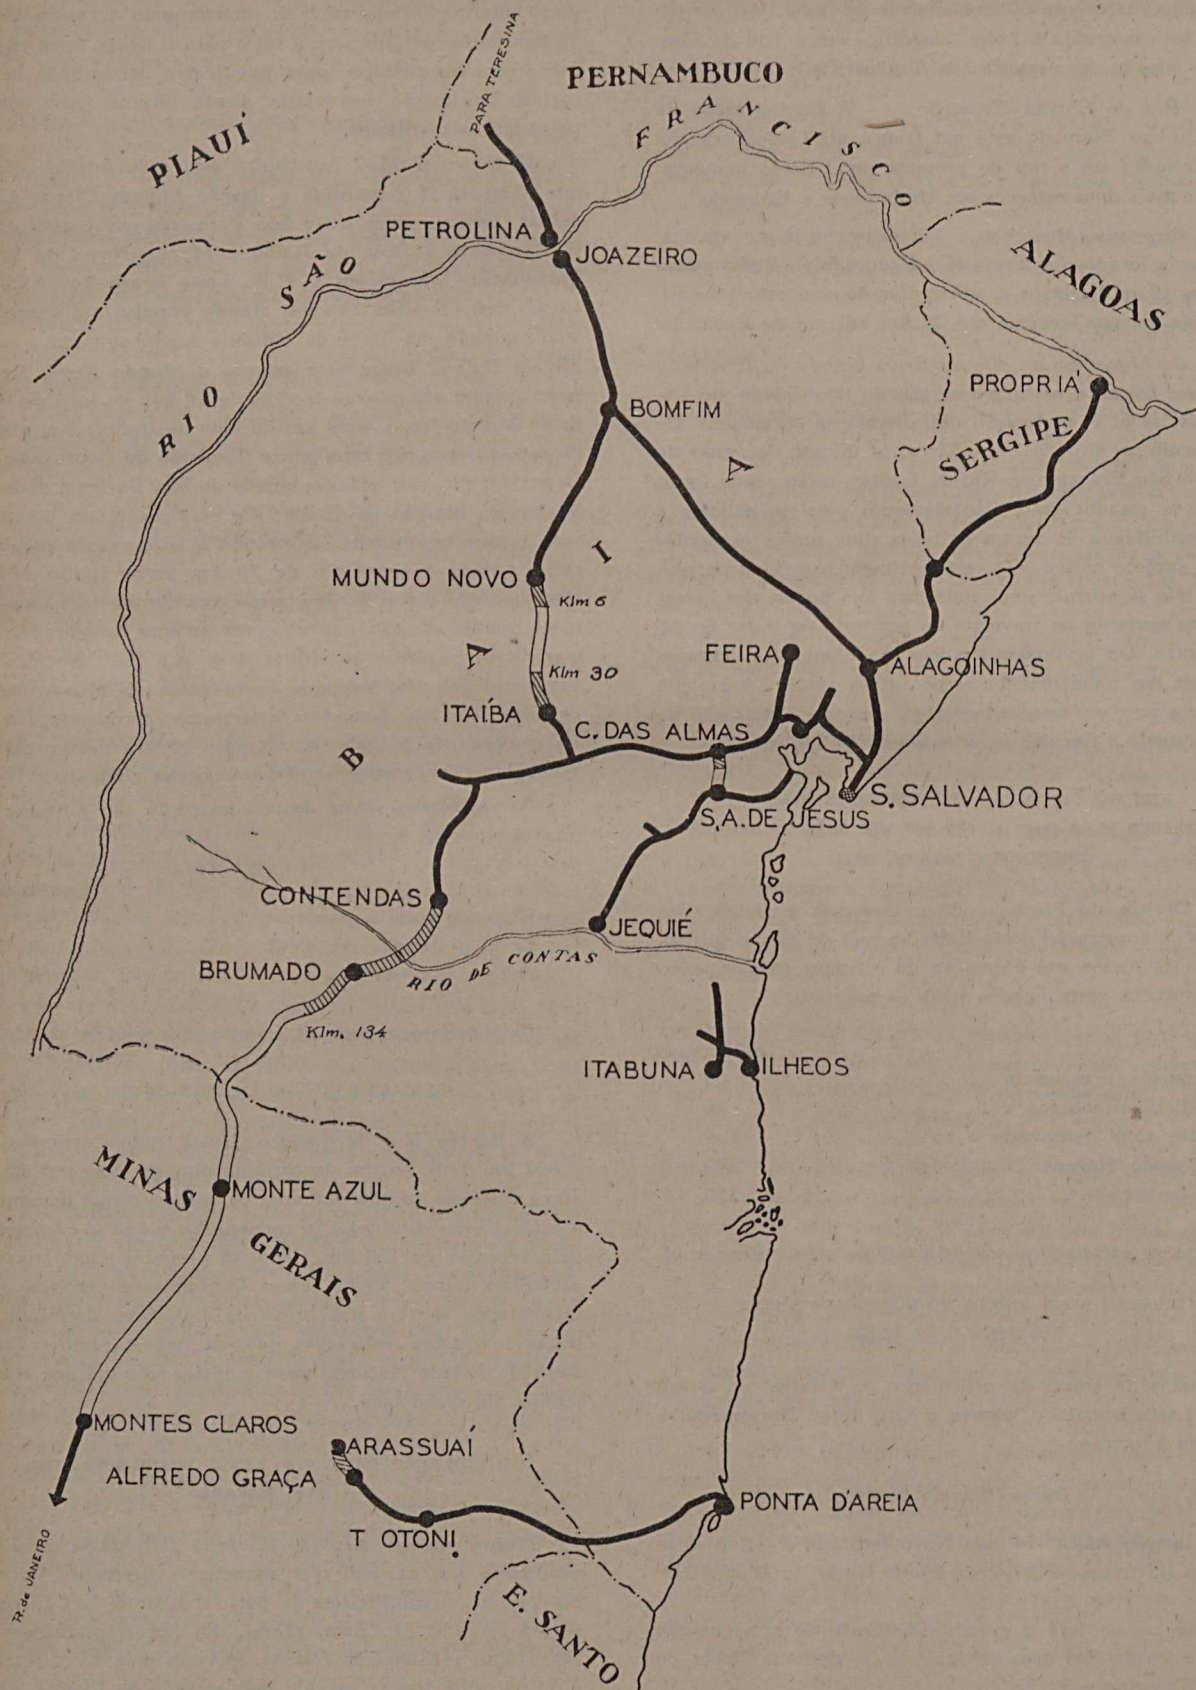 PARA TERESINA
PERNAMBUCO
PIAUÍ
RIO SÃO FRANCISCO
PETROLINA
JOAZEIRO
ALAGOAS
PROPRIÁ
BOMFIM
SERGIPE
BAIA
MUNDO NOVO
Klm 6
FEIRA
ALAGOINHAS
Klm 30
ITAÍBA
C. DAS ALMAS
S. SALVADOR
S.A. DE JESUS
CONTENDAS
JEQUIÉ
BRUMADO
RIO DE CONTAS
Klm. 134
ITABUNA
ILHEOS
MINAS GERAIS
MONTE AZUL
MONTES CLAROS
ARASSUAÍ
ALFREDO GRAÇA
PONTA D'AREIA
T OTONI.
R. de JANEIRO
E. SANTO